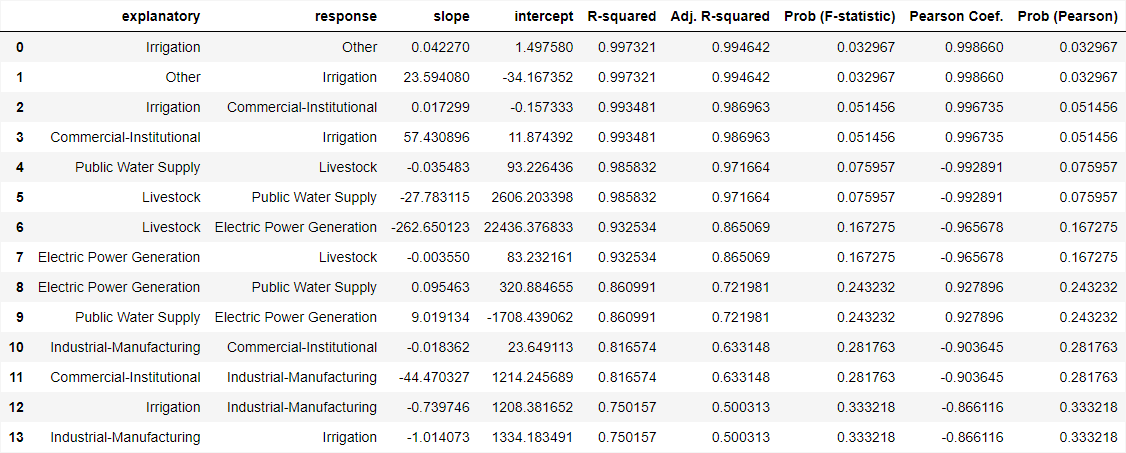 explanatory response slope intercept R-squared Adj. R-squared Prob (F-statistic) Pearson Coef. Prob (Pearson)
0 Irrigation Other 0.042270 1.497580 0.997321 0.994642 0.032967 0.998660 0.032967
1 Other Irrigation 23.594080 -34.167352 0.997321 0.994642 0.032967 0.998660 0.032967
2 Irrigation Commercial-Institutional 0.017299 -0.157333 0.993481 0.986963 0.051456 0.996735 0.051456
3 Commercial-Institutional Irrigation 57.430896 11.874392 0.993481 0.986963 0.051456 0.996735 0.051456
4 Public Water Supply Livestock -0.035483 93.226436 0.985832 0.971664 0.075957 -0.992891 0.075957
5 Livestock Public Water Supply -27.783115 2606.203398 0.985832 0.971664 0.075957 -0.992891 0.075957
6 Livestock Electric Power Generation -262.650123 22436.376833 0.932534 0.865069 0.167275 -0.965678 0.167275
7 Electric Power Generation Livestock -0.003550 83.232161 0.932534 0.865069 0.167275 -0.965678 0.167275
8 Electric Power Generation Public Water Supply 0.095463 320.884655 0.860991 0.721981 0.243232 0.927896 0.243232
9 Public Water Supply Electric Power Generation 9.019134 -1708.439062 0.860991 0.721981 0.243232 0.927896 0.243232
10 Industrial-Manufacturing Commercial-Institutional -0.018362 23.649113 0.816574 0.633148 0.281763 -0.903645 0.281763
11 Commercial-Institutional Industrial-Manufacturing -44.470327 1214.245689 0.816574 0.633148 0.281763 -0.903645 0.281763
12 Irrigation Industrial-Manufacturing -0.739746 1208.381652 0.750157 0.500313 0.333218 -0.866116 0.333218
13 Industrial-Manufacturing Irrigation -1.014073 1334.183491 0.750157 0.500313 0.333218 -0.866116 0.333218